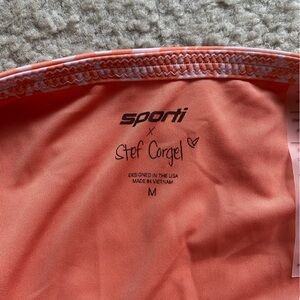 sporti
x
Stef Corgel
DESIGNED IN THE USA
MADE IN VIETNAM
M